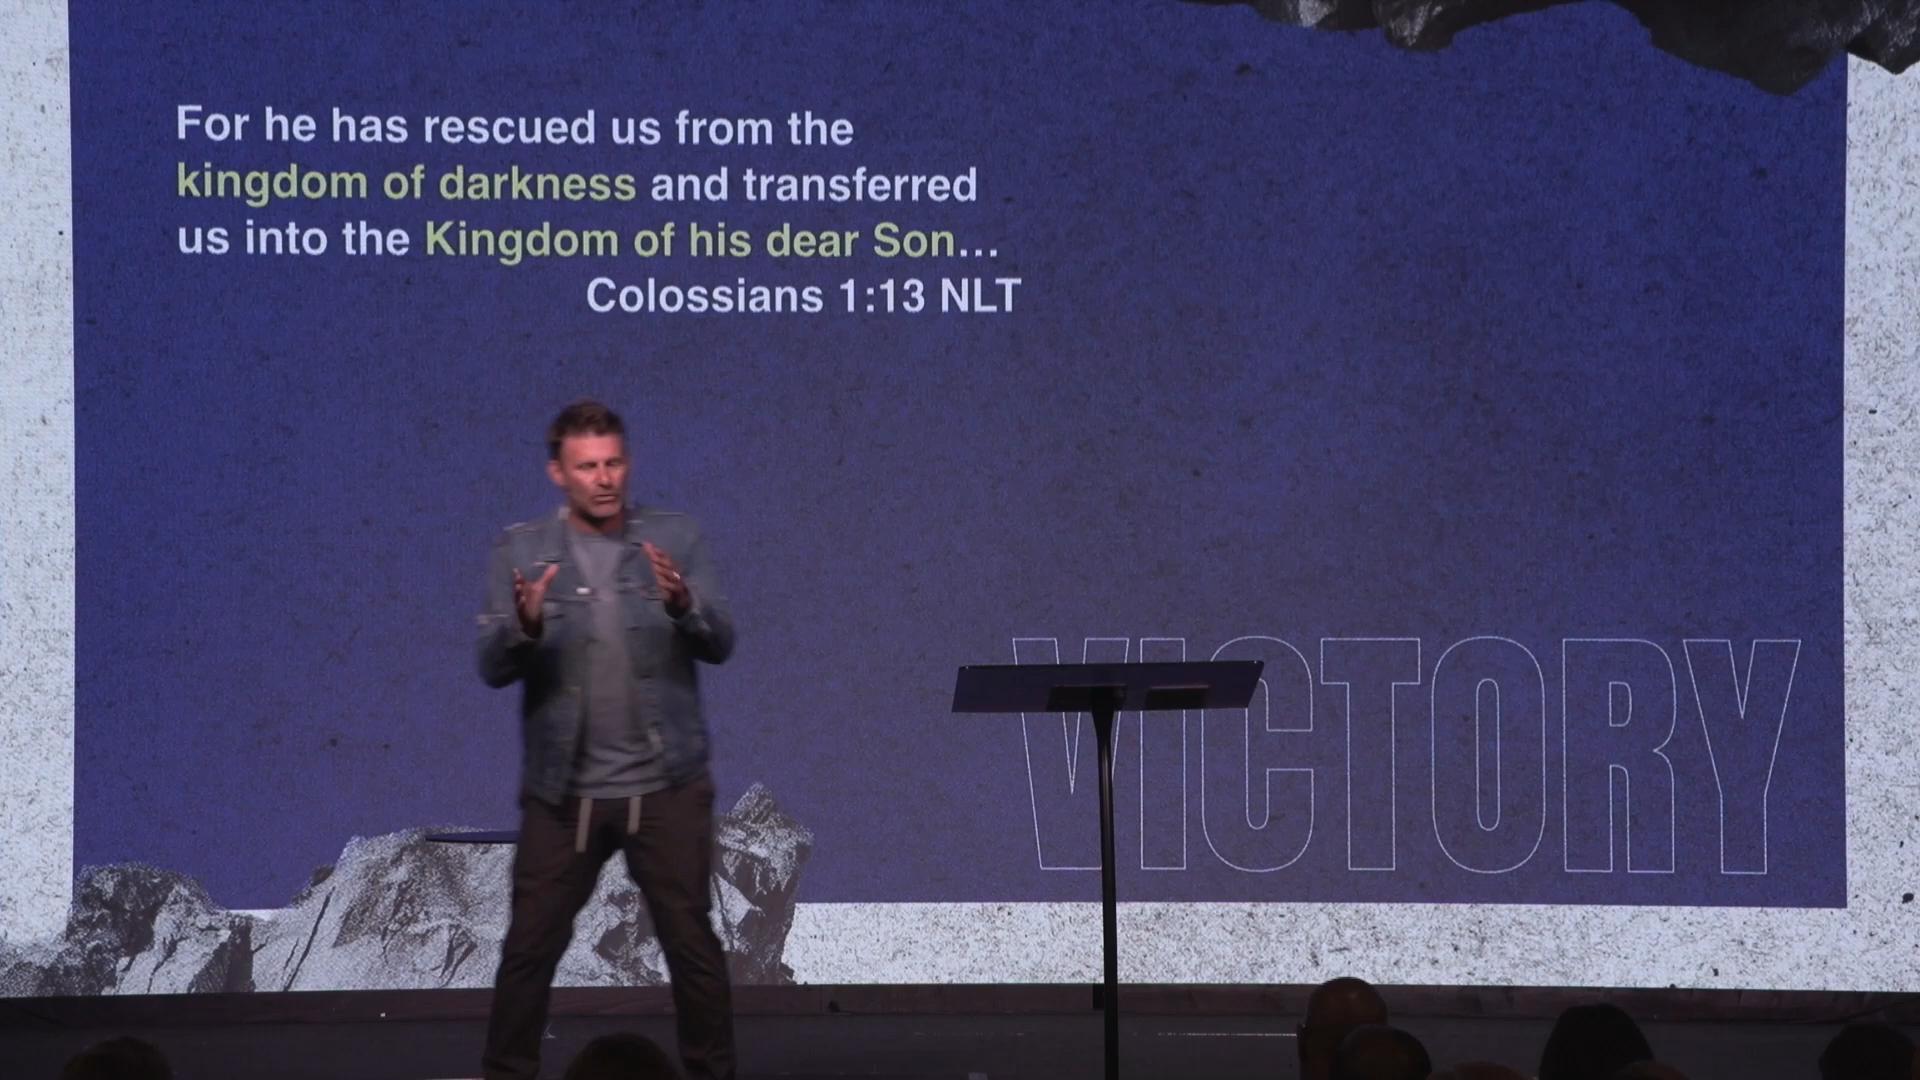 For he has rescued us from the
kingdom of darkness and transferred
us into the Kingdom of his dear Son...
Colossians 1:13 NLT
VICTORY